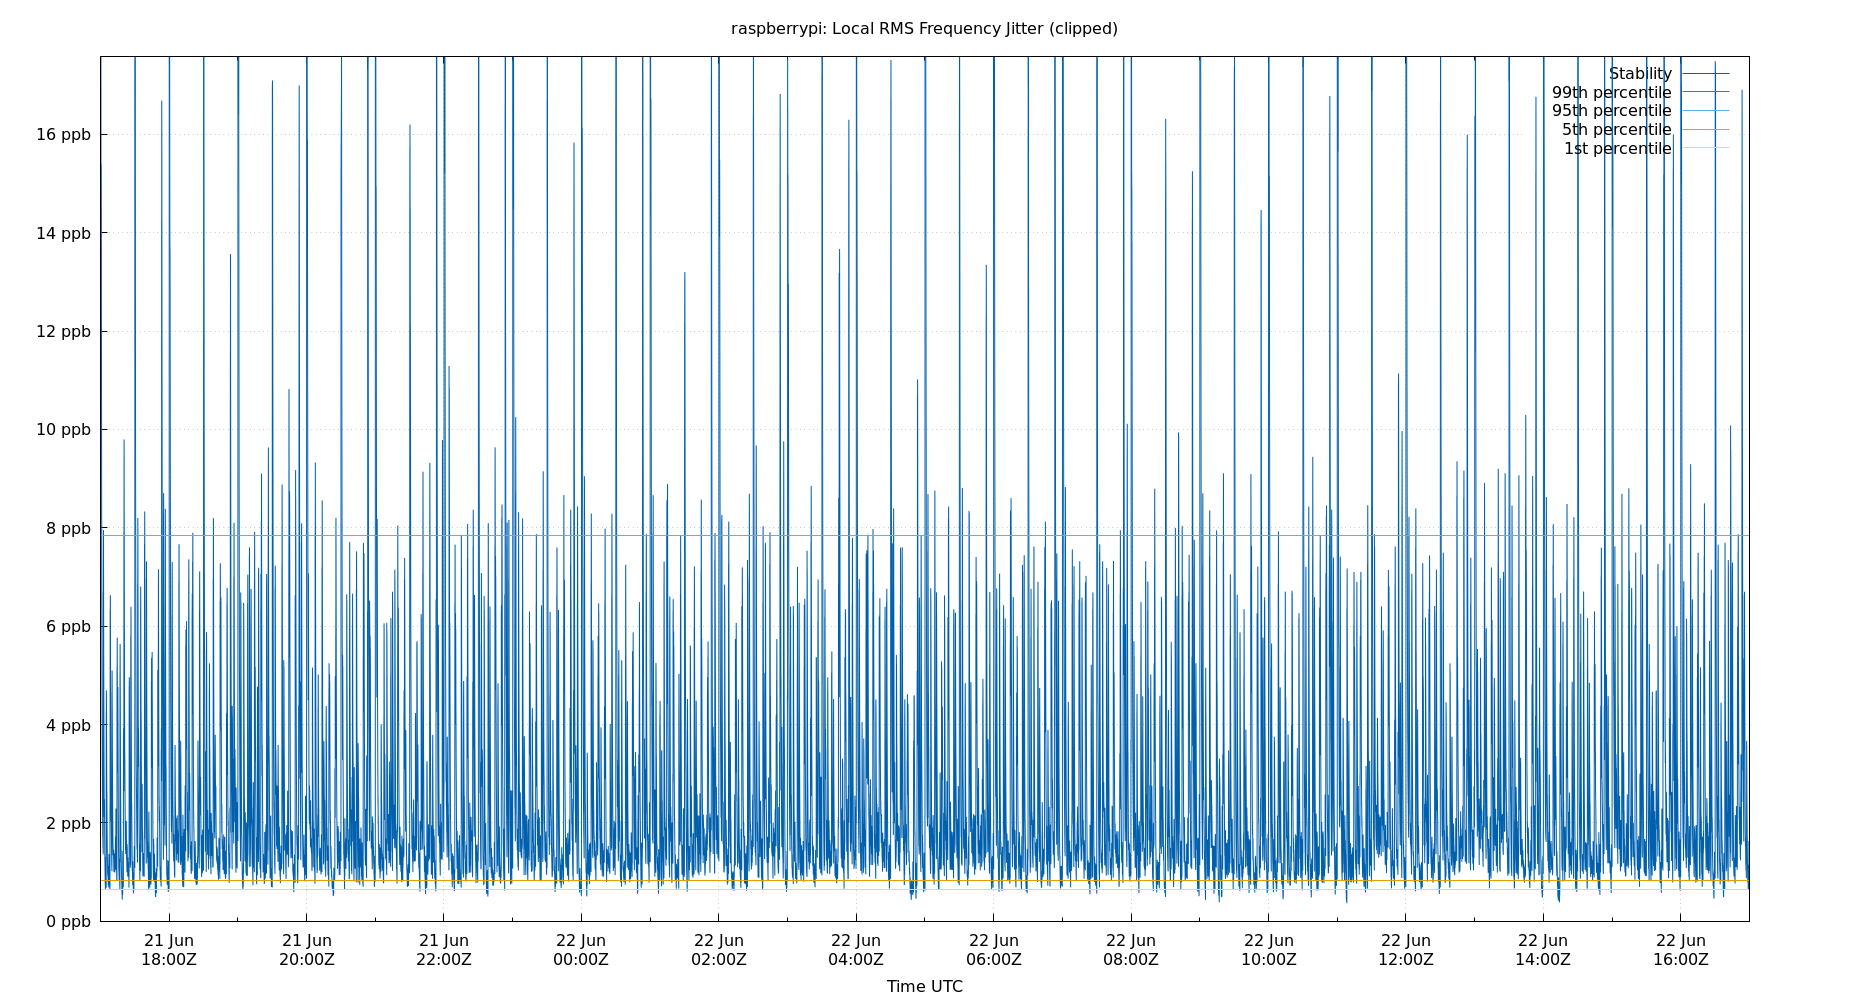 raspberrypi: Local RMS Frequency Jitter (clipped)
Stability
99th percentile
95th percentile
5th percentile
1st percentile
16 ppb
14 ppb
12 ppb
10 ppb
8 ppb
6 ppb
4 ppb
2 ppb
0 ppb
21 Jun 21 Jun 21 Jun 22 Jun 22 Jun 22 Jun 22 Jun 22 Jun 22 Jun 22 Jun 22 Jun 22 Jun
18:00Z 20:00Z 22:00Z 00:00Z 02:00Z 04:00Z 06:00Z 08:00Z 10:00Z 12:00Z 14:00Z 16:00Z
Time UTC